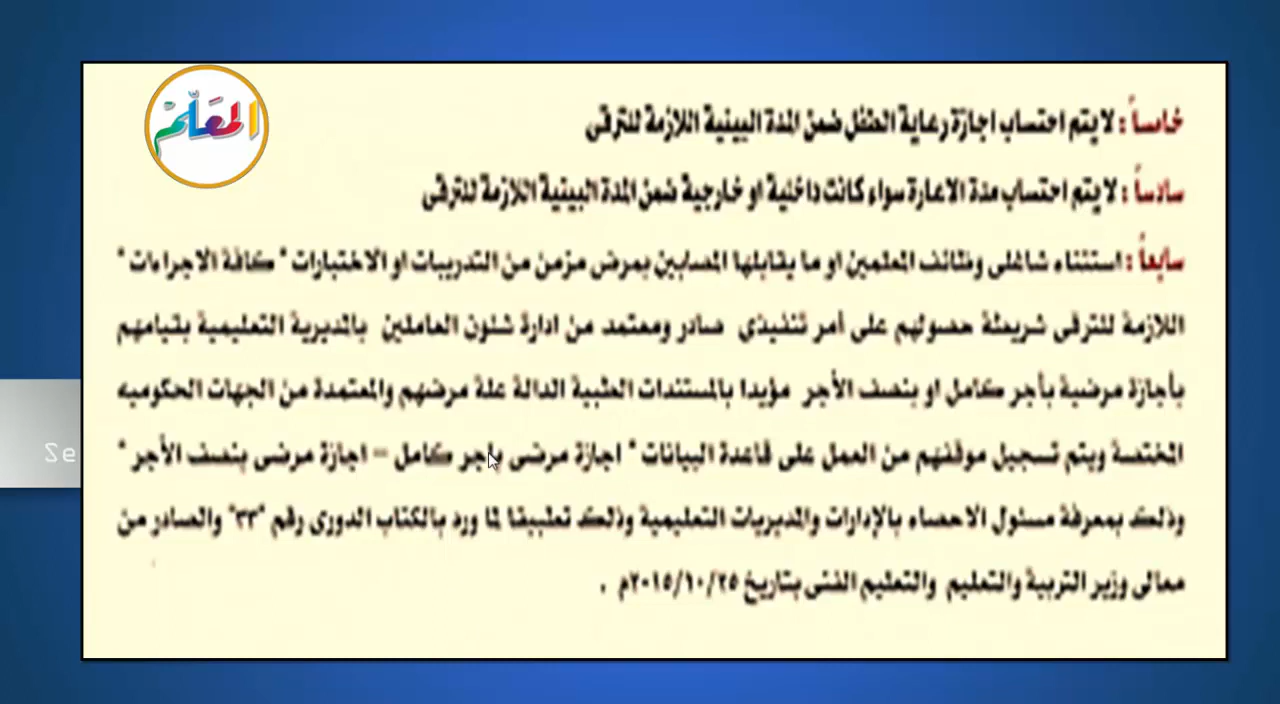 المعلم
خامساً : لا يتم احتساب اجازة رعاية الطفل ضمن المدة البينية اللازمة للترقى
سادساً : لا يتم احتساب مدة الاعارة سواء كانت داخلية او خارجية ضمن المدة البينية اللازمة للترقى
سابعاً : استثناء شاغلى وظائف المعلمين او ما يقابلها المصابين بمرض مزمن من التدريبات او الاختبارات " كافة الاجراءات "
اللازمة للترقى شريطة حصولهم على أمر تنفيذى صادر ومعتمد من ادارة شئون العاملين بالمديرية التعليمية بقيامهم
بأجازة مرضية بأجر كامل او بنصف الأجر مؤيدا بالمستندات الطبية الدالة علة مرضهم والمعتمدة من الجهات الحكوميه
المختصة ويتم تسجيل موقفهم من العمل على قاعدة البيانات " اجازة مرضى باجر كامل – اجازة مرضى بنصف الأجر "
وذلك بمعرفة مسئول الاحصاء بالإدارات والمديريات التعليمية وذلك تطبيقا لما ورد بالكتاب الدورى رقم "٣٣" والصادر من
معالى وزير التربية والتعليم والتعليم الفنى بتاريخ ٢٠١٥/١٠/٢٥م .
Se